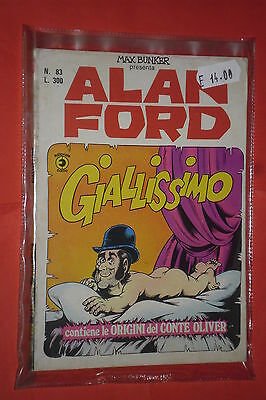 MAX BUNKER
presenta
N. 83
L. 300
ALAN
FORD
£ 14.00
GIALLISSIMO
contiene le ORIGINI del CONTE OLIVER